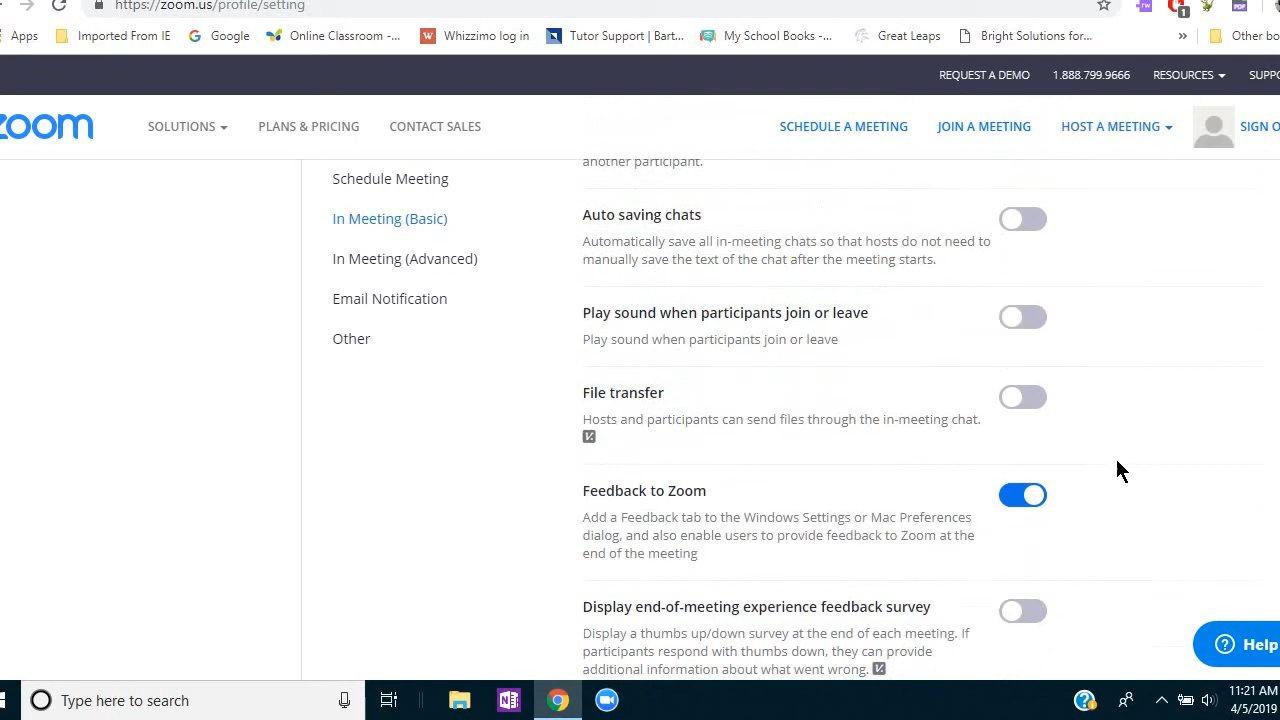 https://zoom.us/profile/setting
1
PDF
Apps
Imported From IE
Google
Online Classroom -...
Whizzimo log in
Tutor Support | Bart...
My School Books -...
Great Leaps
Bright Solutions for...
»
Other bo
REQUEST A DEMO
1.888.799.9666
RESOURCES
SUPPO
zoom
SOLUTIONS
PLANS & PRICING
CONTACT SALES
SCHEDULE A MEETING
JOIN A MEETING
HOST A MEETING
SIGN O
another participant.
Schedule Meeting
In Meeting (Basic)
In Meeting (Advanced)
Email Notification
Other
Auto saving chats
Automatically save all in-meeting chats so that hosts do not need to
manually save the text of the chat after the meeting starts.
Play sound when participants join or leave
Play sound when participants join or leave
File transfer
Hosts and participants can send files through the in-meeting chat.
Feedback to Zoom
Add a Feedback tab to the Windows Settings or Mac Preferences
dialog, and also enable users to provide feedback to Zoom at the
end of the meeting
Display end-of-meeting experience feedback survey
Display a thumbs up/down survey at the end of each meeting. If
participants respond with thumbs down, they can provide
additional information about what went wrong.
Help
Type here to search
11:21 AM
4/5/2019